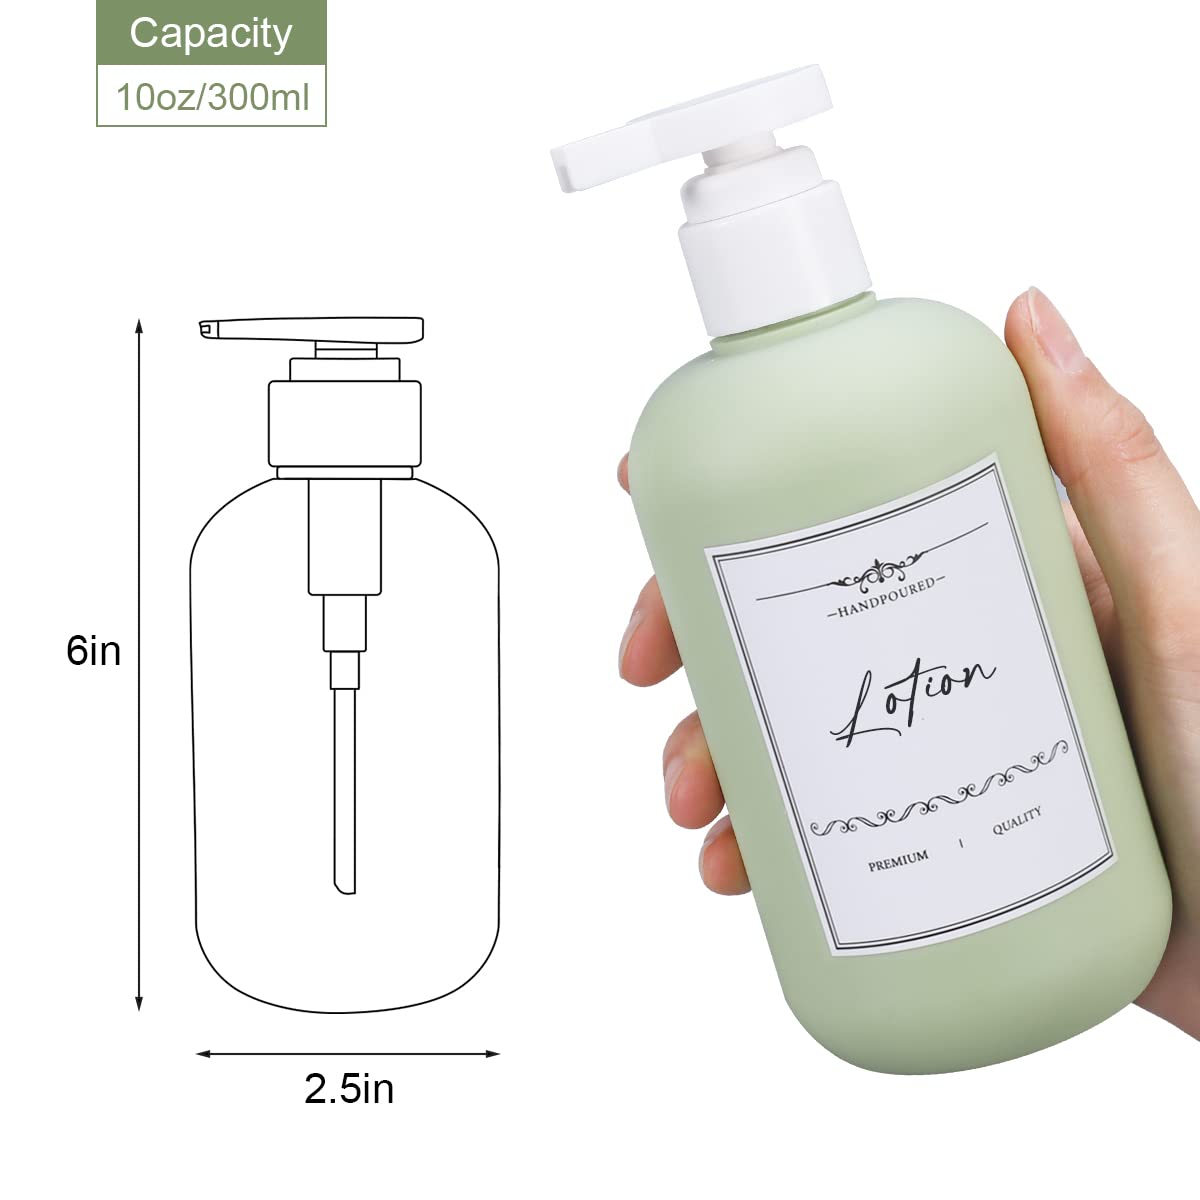 Capacity
10oz/300ml
6in
2.5in
—HANDPOURED—
Lotion
PREMIUM | QUALITY